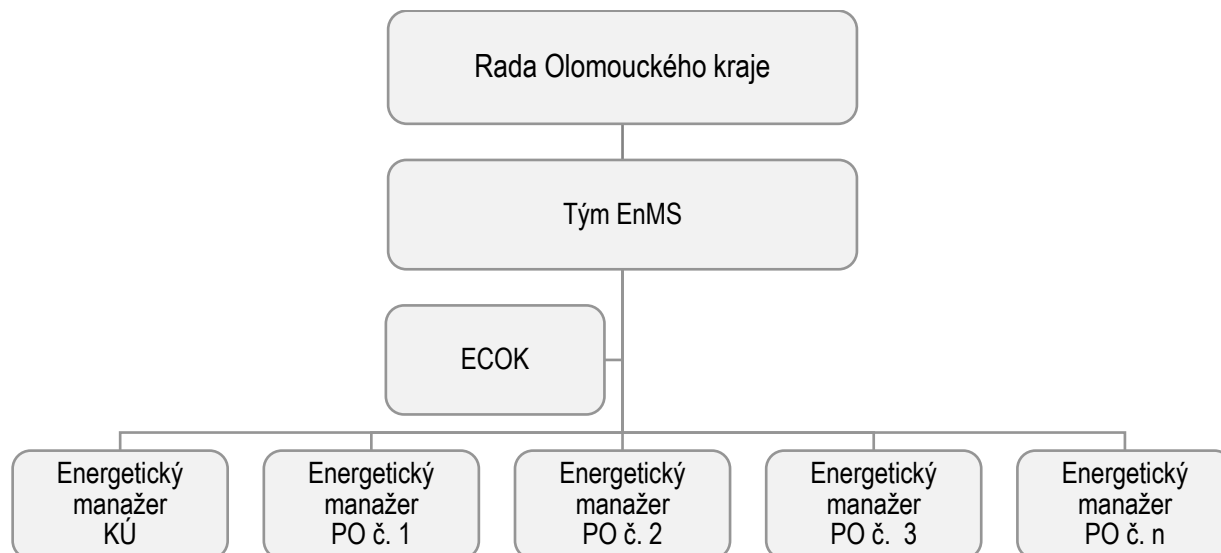 Rada Olomouckého kraje
Tým EnMS
ECOK
Energetický
manažer
KÚ
Energetický
manažer
PO č. 1
Energetický
manažer
PO č. 2
Energetický
manažer
PO č.  3
Energetický
manažer
PO č. n